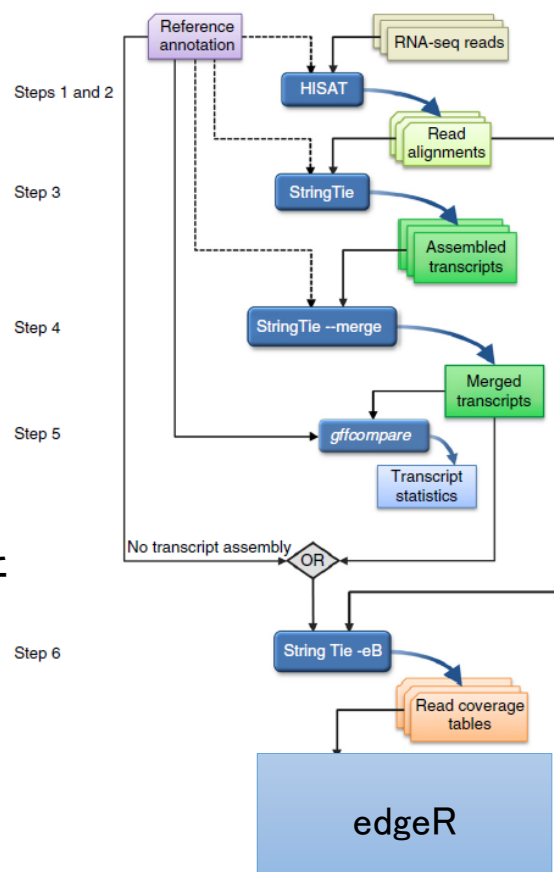 Reference
annotation
RNA-seq reads
Steps 1 and 2
HISAT
Read
alignments
Step 3
StringTie
Assembled
transcripts
Step 4
StringTie --merge
Merged
transcripts
Step 5
gffcompare
Transcript
statistics
No transcript assembly
OR
Step 6
String Tie -eB
Read coverage
tables
edgeR